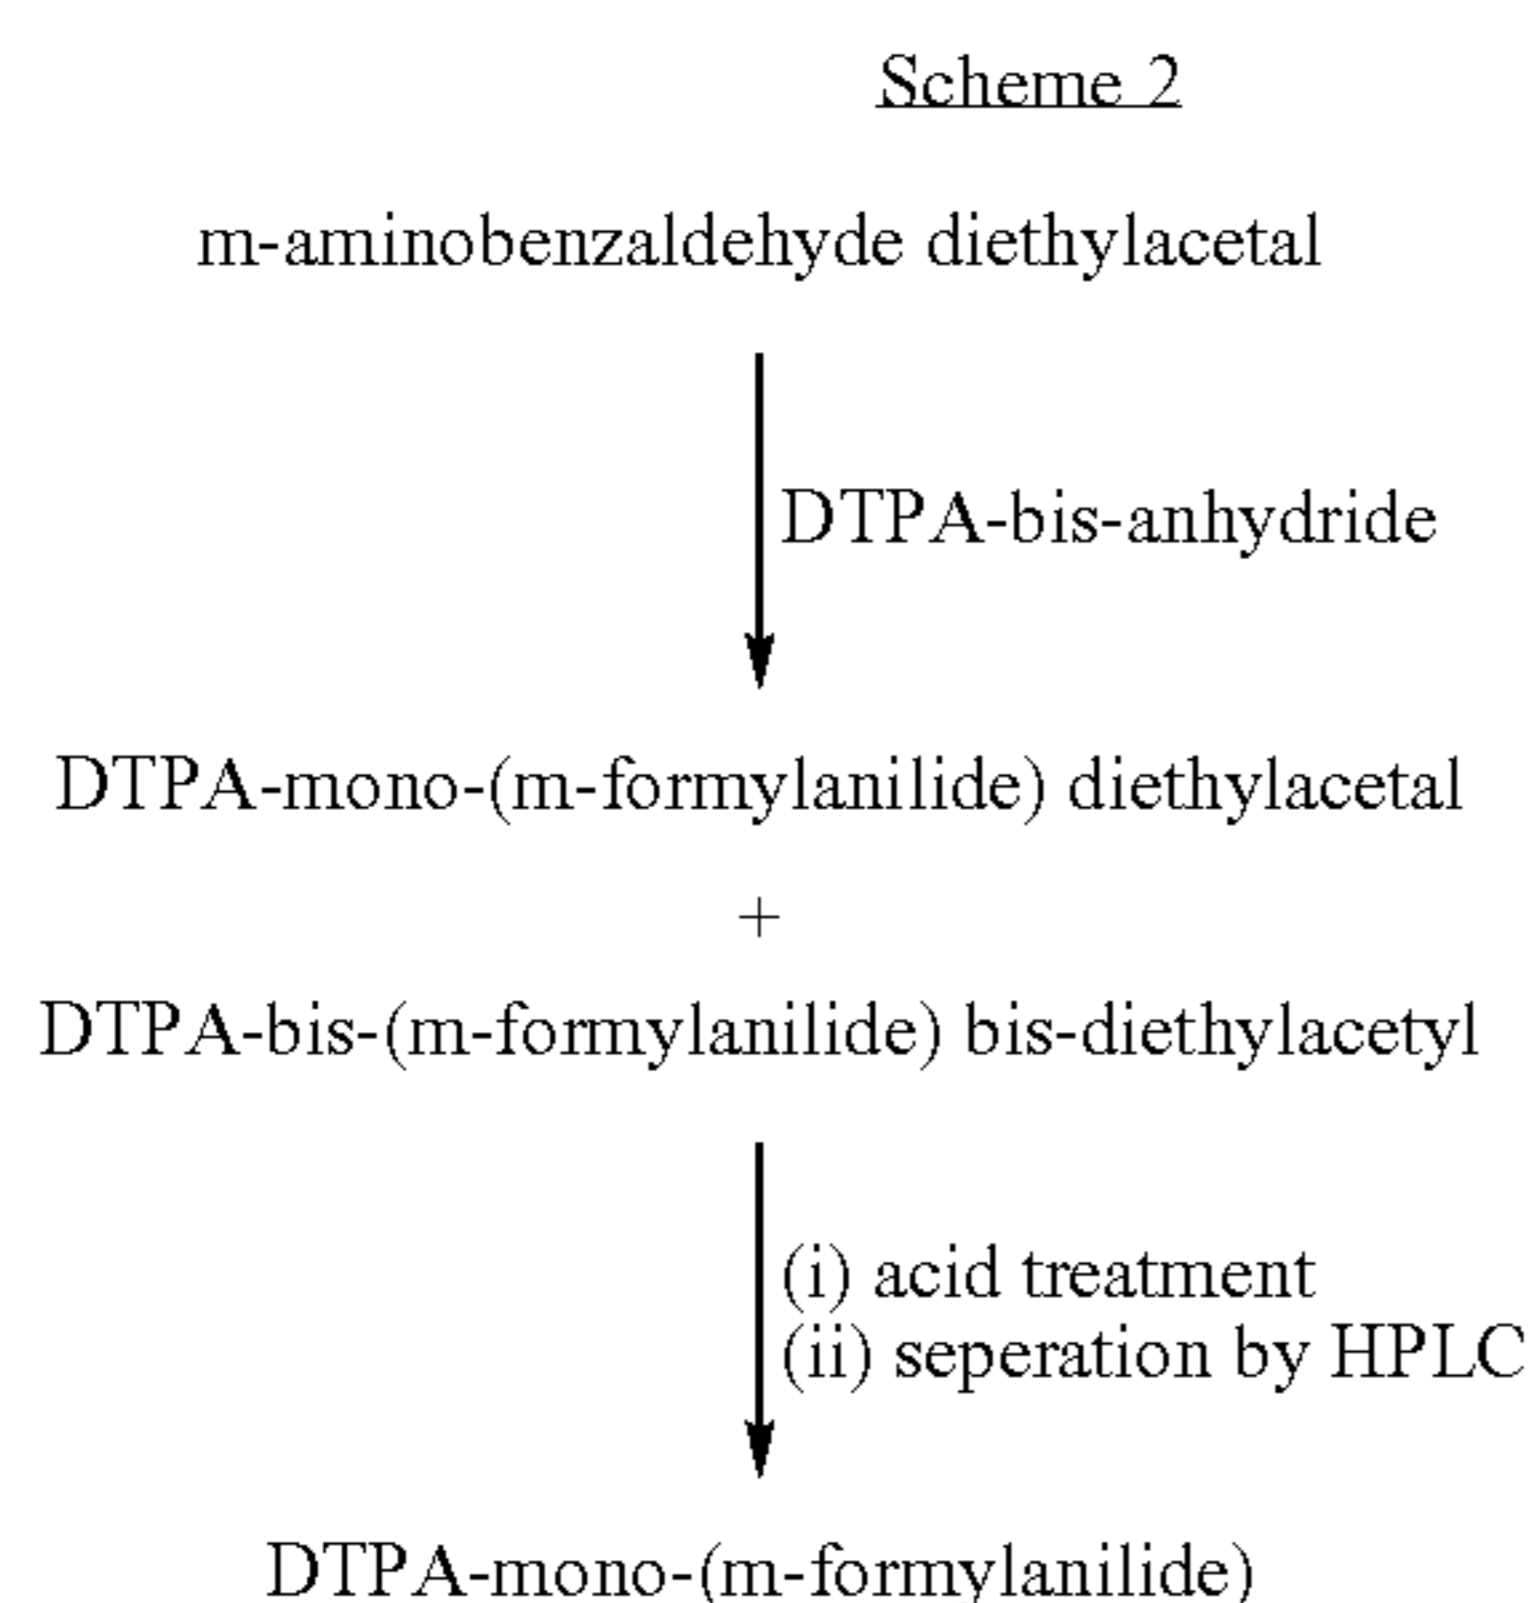 Scheme 2
m-aminobenzaldehyde diethylacetal
DTPA-bis-anhydride
DTPA-mono-(m-formylanilide) diethylacetal
+
DTPA-bis-(m-formylanilide) bis-diethylacetyl
(i) acid treatment
(ii) seperation by HPLC
DTPA-mono-(m-formylanilide)